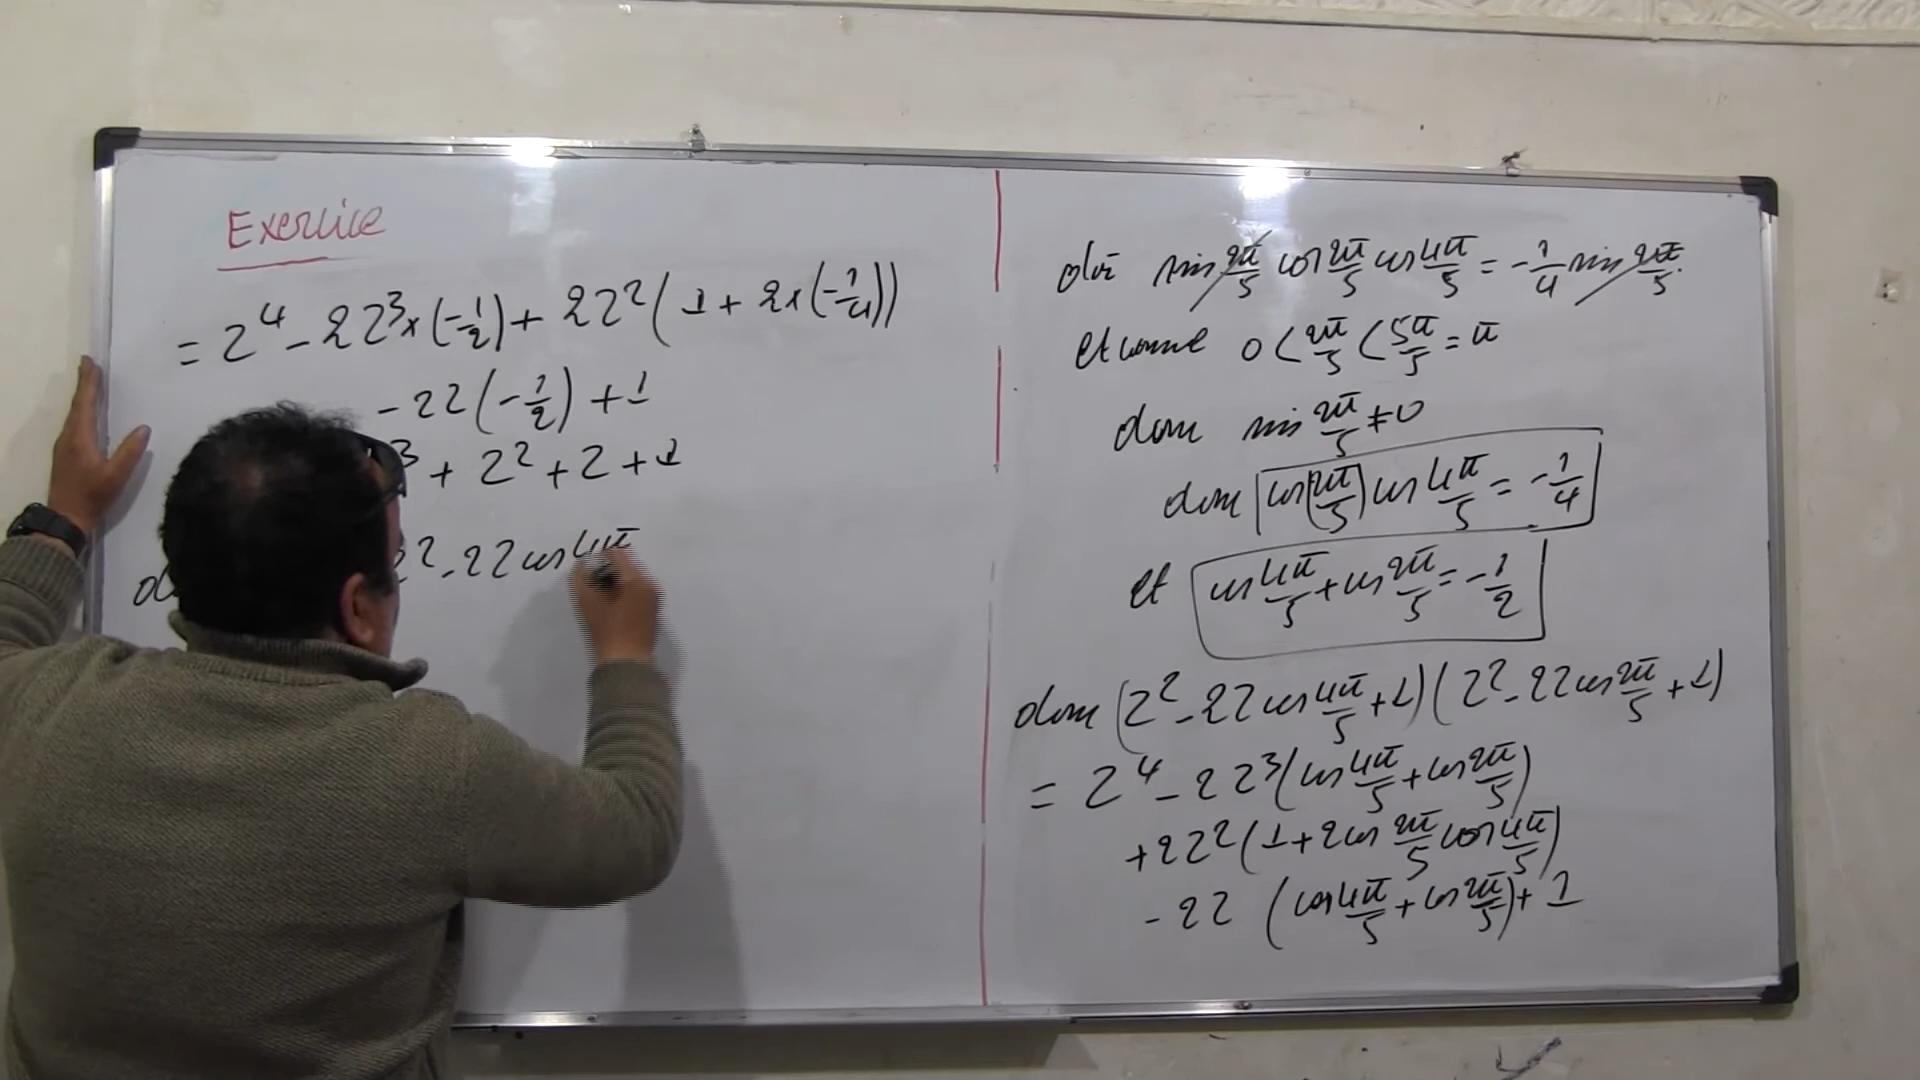 Exercice
= Z⁴ - 2Z³ × (-1/2) + 2Z² (1 + 2 × (-1/4))
- 2Z (-1/2) + 1
³ + Z² + Z + 1
Z² - 2Z cos 4π
d'où sin 2π/5 cos 2π/5 cos 4π/5 = -1/4 sin 2π/5.
et comme 0 < 2π/5 < 5π/5 = π
donc sin 2π/5 ≠ 0
donc cos(2π/5) cos 4π/5 = -1/4
et cos 4π/5 + cos 2π/5 = -1/2
donc (Z² - 2Z cos 4π/5 + 1)(Z² - 2Z cos 2π/5 + 1)
= Z⁴ - 2Z³ (cos 4π/5 + cos 2π/5)
+ 2Z² (1 + 2 cos 2π/5 cos 4π/5)
- 2Z (cos 4π/5 + cos 2π/5) + 1